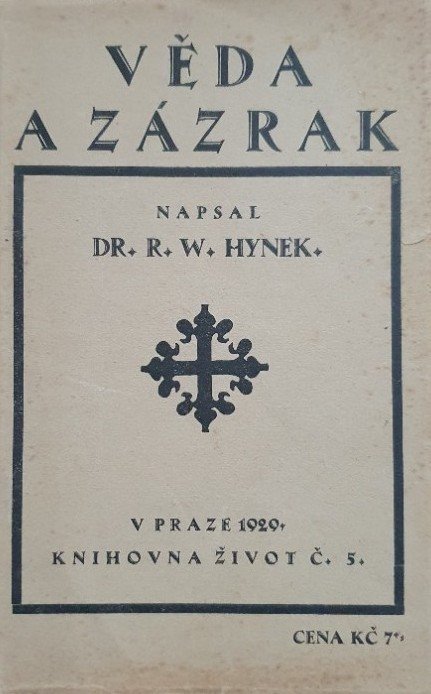 VĚDA
A ZÁZRAK
NAPSAL
DR. R. W. HYNEK.
V PRAZE 1929.
KNIHOVNA ŽIVOT Č. 5.
CENA KČ 7·-